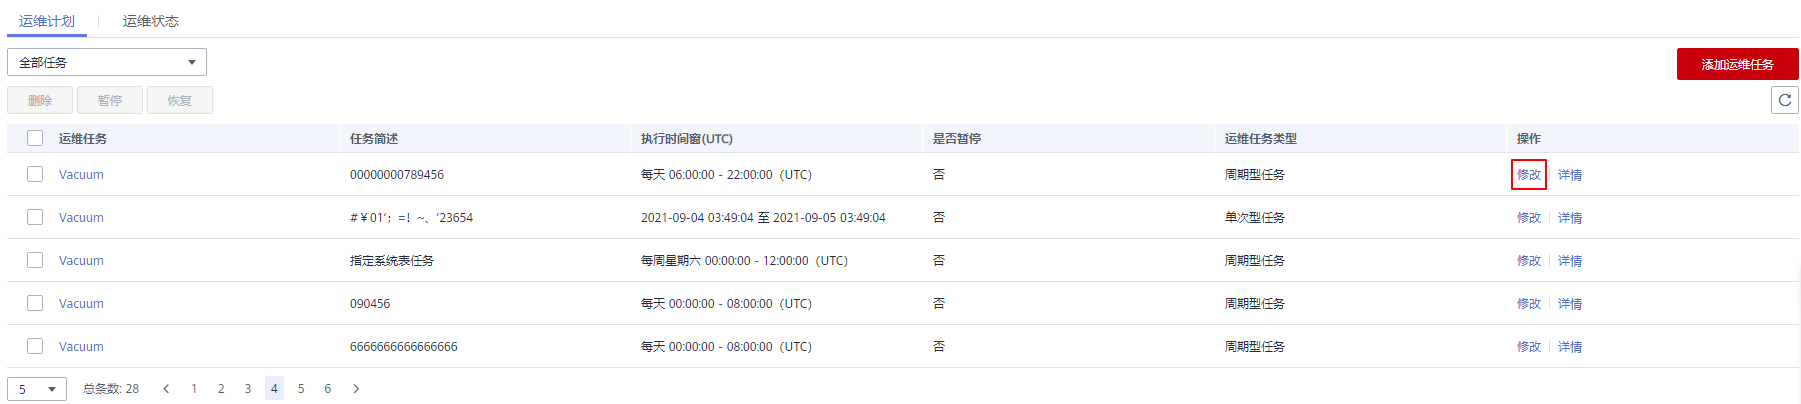 运维计划 运维状态
全部任务
添加运维任务
删除 暂停 恢复
运维任务 任务简述 执行时间窗(UTC) 是否暂停 运维任务类型 操作
Vacuum 00000000789456 每天 06:00:00 - 22:00:00（UTC） 否 周期型任务 修改 详情
Vacuum #￥01‘；=！~、‘23654 2021-09-04 03:49:04 至 2021-09-05 03:49:04 否 单次型任务 修改 详情
Vacuum 指定系统表任务 每周星期六 00:00:00 - 12:00:00（UTC） 否 周期型任务 修改 详情
Vacuum 090456 每天 00:00:00 - 08:00:00（UTC） 否 周期型任务 修改 详情
Vacuum 6666666666666666 每天 00:00:00 - 08:00:00（UTC） 否 周期型任务 修改 详情
5 总条数: 28 < 1 2 3 4 5 6 >